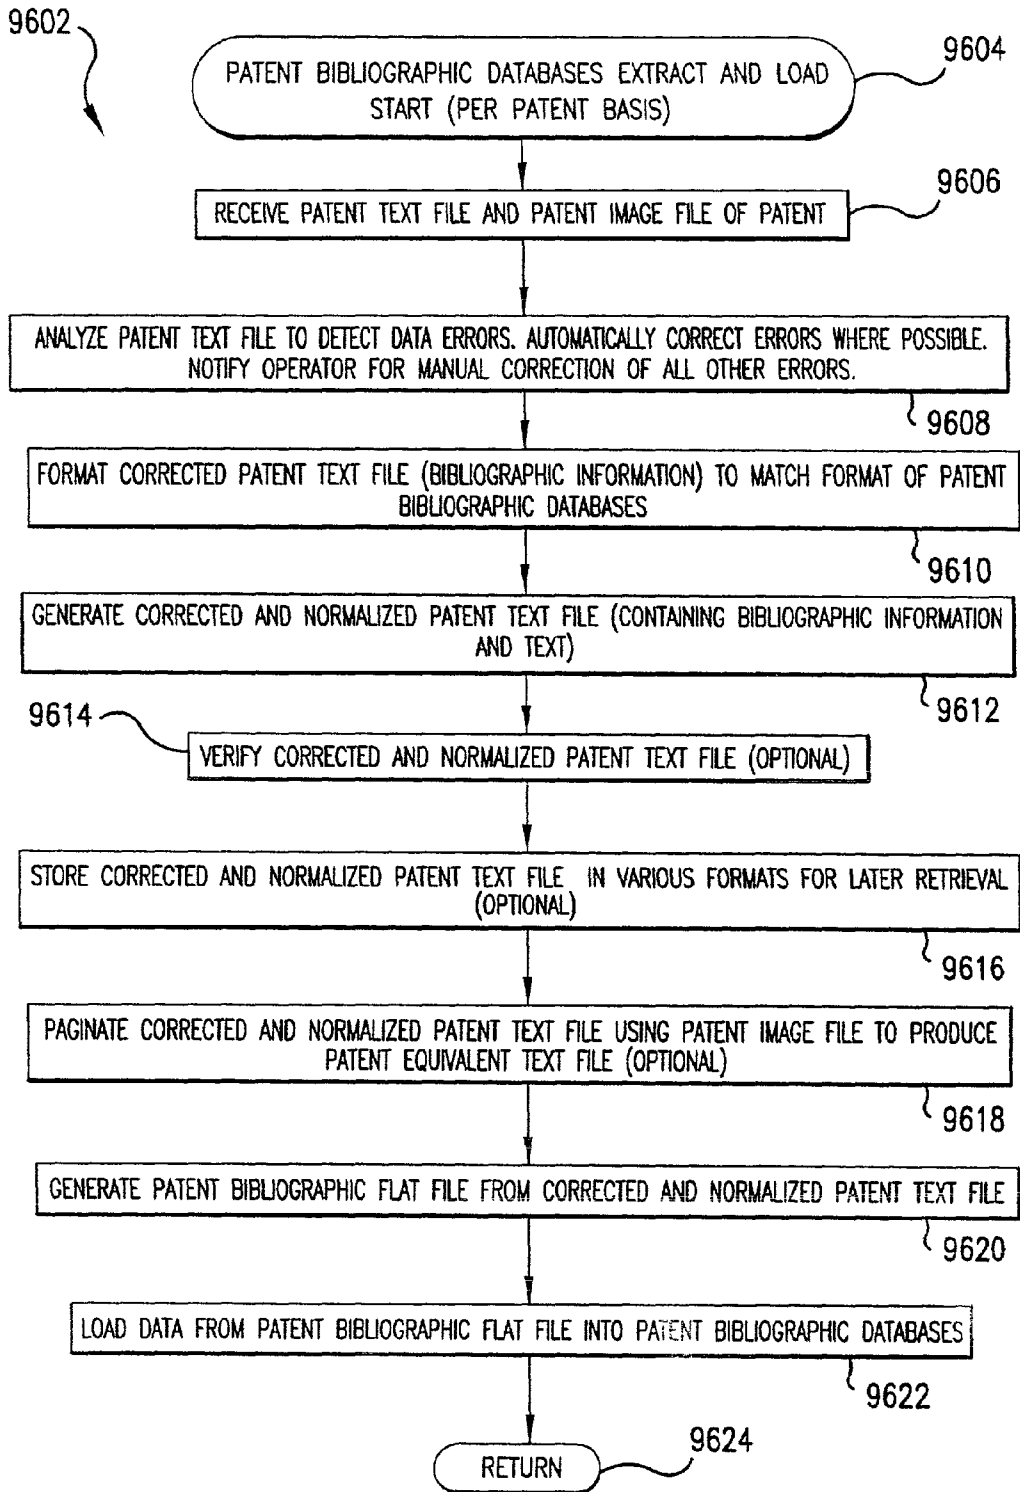 9602
PATENT BIBLIOGRAPHIC DATABASES EXTRACT AND LOAD
START (PER PATENT BASIS)
9604
RECEIVE PATENT TEXT FILE AND PATENT IMAGE FILE OF PATENT
9606
ANALYZE PATENT TEXT FILE TO DETECT DATA ERRORS. AUTOMATICALLY CORRECT ERRORS WHERE POSSIBLE.
NOTIFY OPERATOR FOR MANUAL CORRECTION OF ALL OTHER ERRORS.
9608
FORMAT CORRECTED PATENT TEXT FILE (BIBLIOGRAPHIC INFORMATION) TO MATCH FORMAT OF PATENT
BIBLIOGRAPHIC DATABASES
9610
GENERATE CORRECTED AND NORMALIZED PATENT TEXT FILE (CONTAINING BIBLIOGRAPHIC INFORMATION
AND TEXT)
9612
9614
VERIFY CORRECTED AND NORMALIZED PATENT TEXT FILE (OPTIONAL)
STORE CORRECTED AND NORMALIZED PATENT TEXT FILE IN VARIOUS FORMATS FOR LATER RETRIEVAL
(OPTIONAL)
9616
PAGINATE CORRECTED AND NORMALIZED PATENT TEXT FILE USING PATENT IMAGE FILE TO PRODUCE
PATENT EQUIVALENT TEXT FILE (OPTIONAL)
9618
GENERATE PATENT BIBLIOGRAPHIC FLAT FILE FROM CORRECTED AND NORMALIZED PATENT TEXT FILE
9620
LOAD DATA FROM PATENT BIBLIOGRAPHIC FLAT FILE INTO PATENT BIBLIOGRAPHIC DATABASES
9622
RETURN
9624